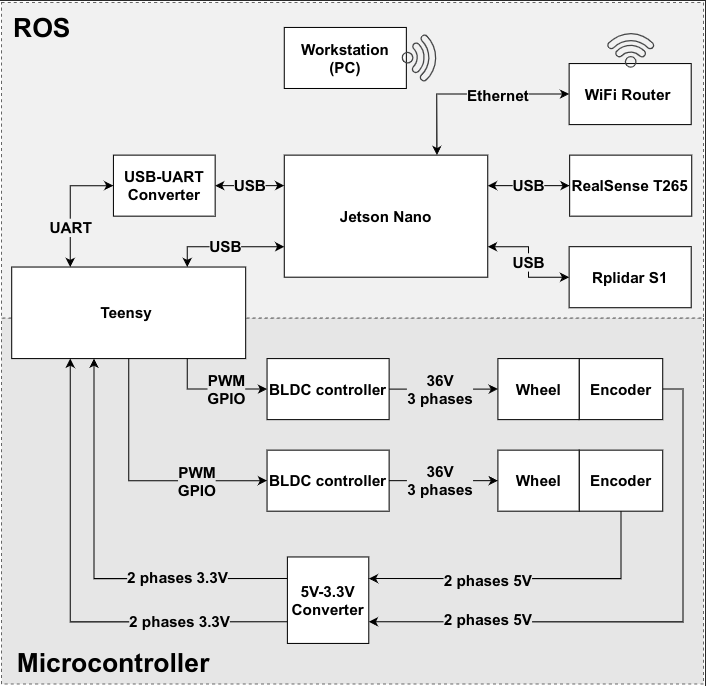 ROS
Workstation
(PC)
Ethernet
WiFi Router
USB-UART
Converter
USB
Jetson Nano
USB
RealSense T265
UART
USB
USB
Rplidar S1
Teensy
PWM
GPIO
BLDC controller
36V
3 phases
Wheel
Encoder
PWM
GPIO
BLDC controller
36V
3 phases
Wheel
Encoder
2 phases 3.3V
5V-3.3V
Converter
2 phases 5V
2 phases 3.3V
2 phases 5V
Microcontroller